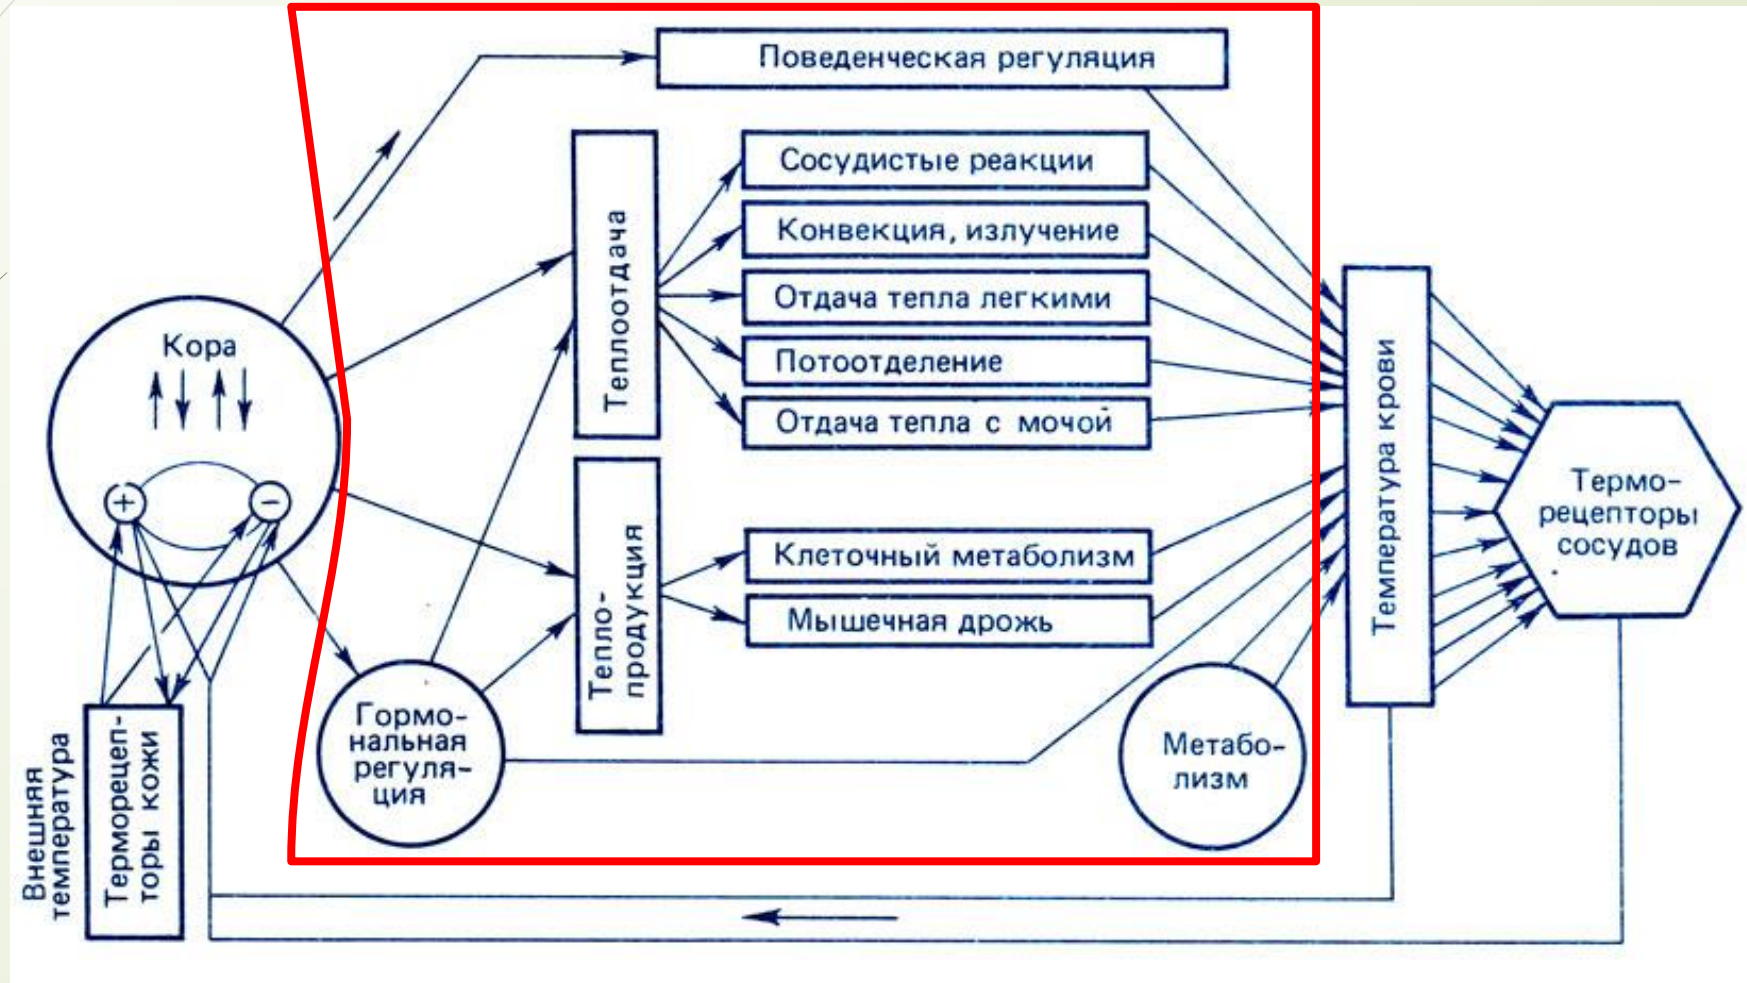 Поведенческая регуляция
Кора
+
−
Теплоотдача
Сосудистые реакции
Конвекция, излучение
Отдача тепла легкими
Потоотделение
Отдача тепла с мочой
Тепло-
продукция
Клеточный метаболизм
Мышечная дрожь
Гормо-
нальная
регуля-
ция
Метабо-
лизм
Температура крови
Термо-
рецепторы
сосудов
Внешняя
температура
Терморецеп-
торы кожи